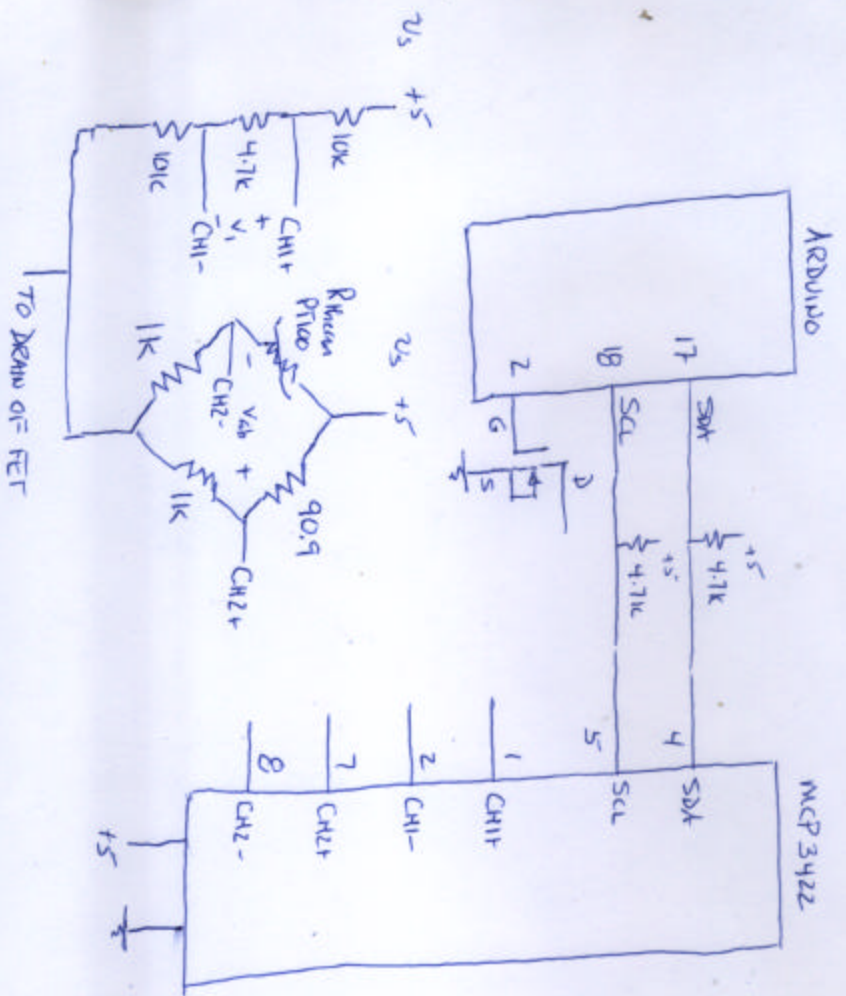 ARDUINO
17
18
2
SDA
SCL
G
D
S
+5
4.7K
+5
4.7K
MCP3422
4
SDA
5
SCL
1
CH1+
2
CH1-
7
CH2+
8
CH2-
+5
Vs
+5
10K
CH1+
4.7K
+
V1
-
CH1-
10K
Vs
+5
Rtherm
PT100
90.9
-
Vab
+
CH2-
CH2+
1K
1K
TO DRAIN OF FET